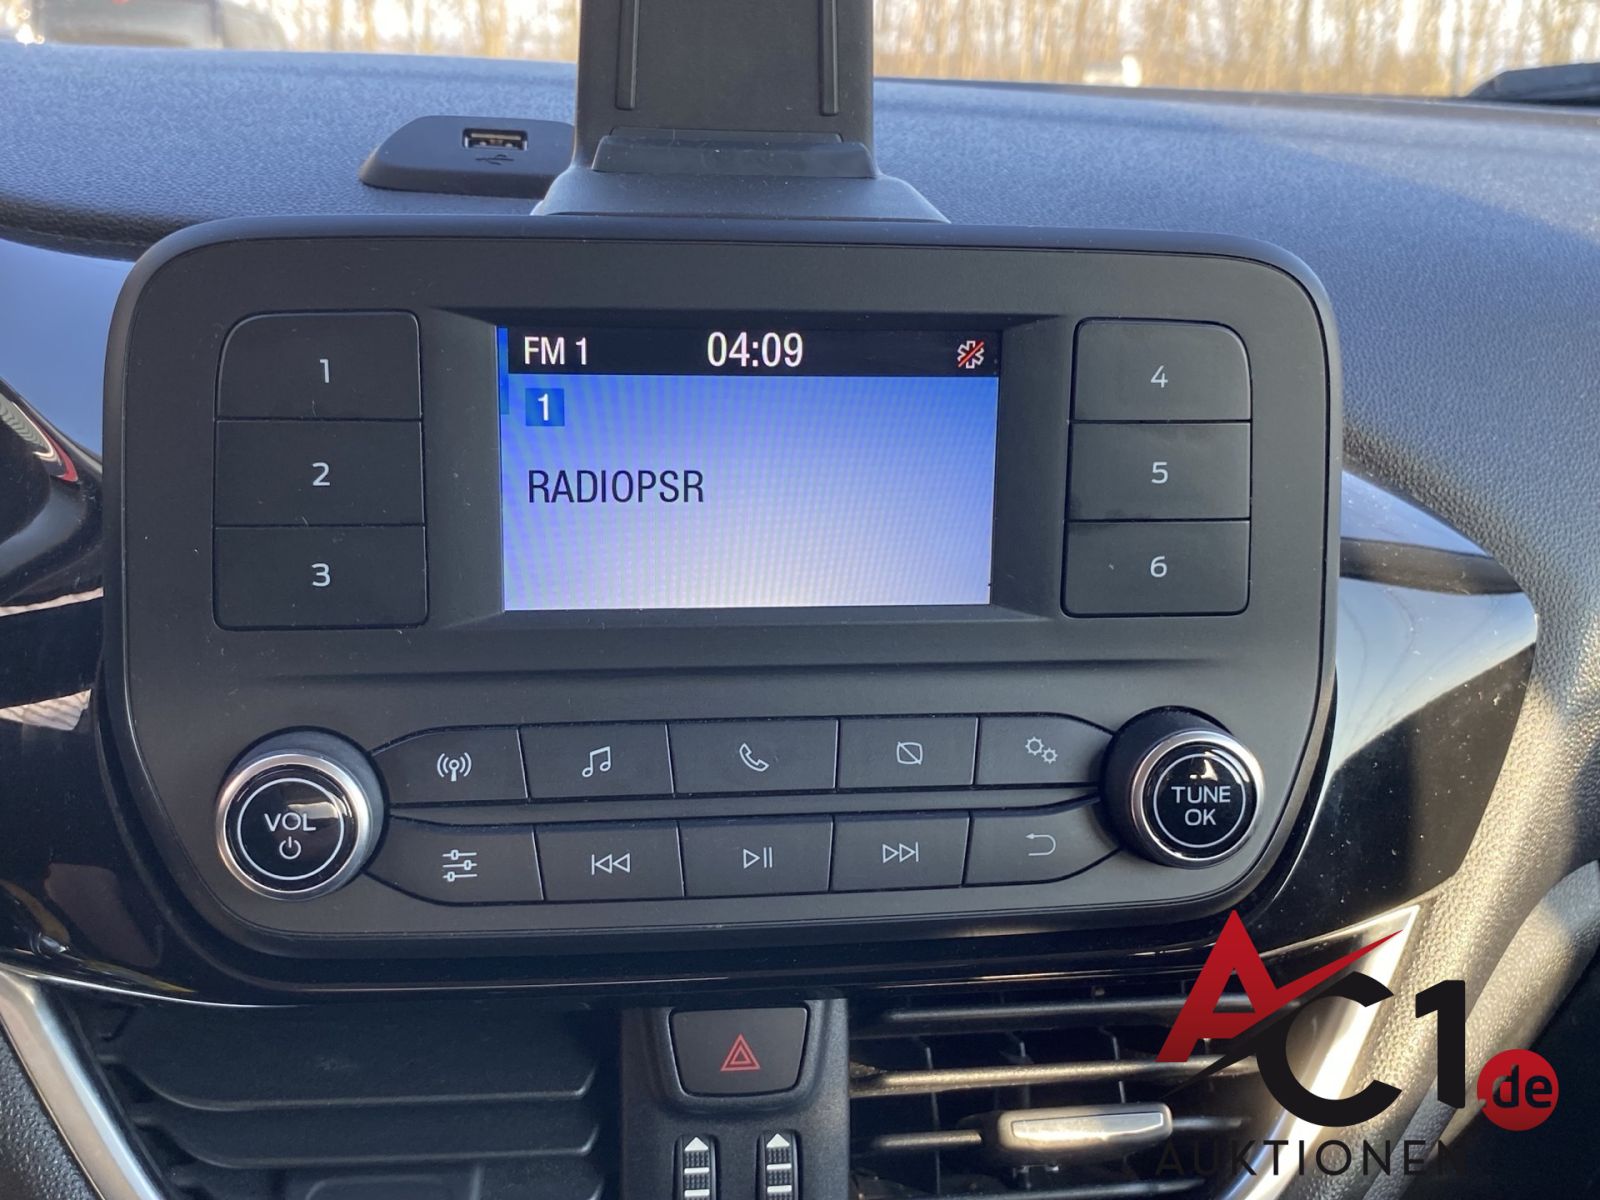 FM 1 04:09
1
RADIOPSR
1
2
3
4
5
6
VOL
TUNE
OK
AC1.de
AUKTIONEN